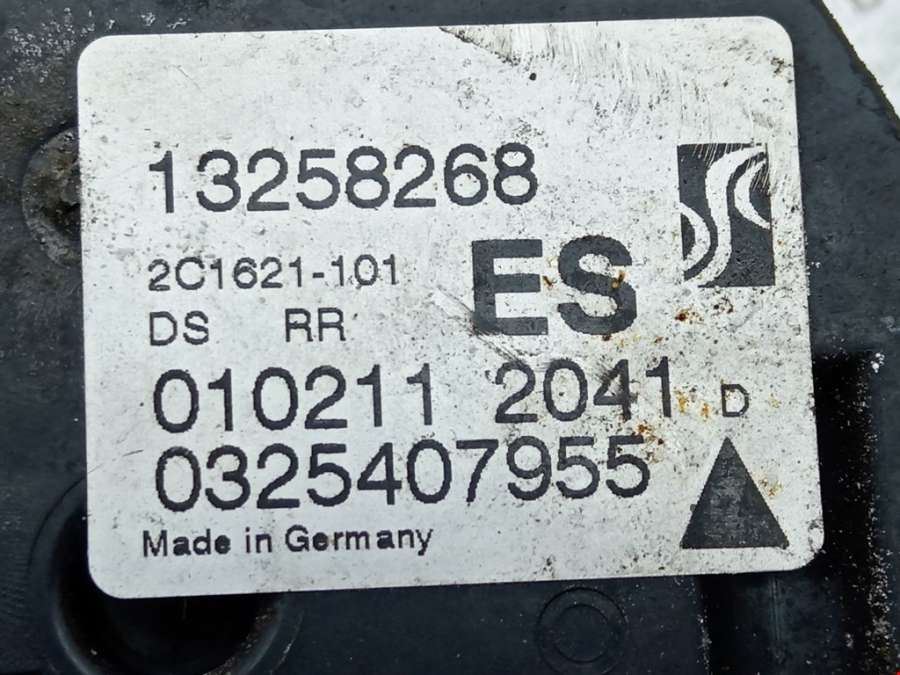 13258268
2C1621-101
ES
DS RR
010211 2041 D
0325407955
Made in Germany